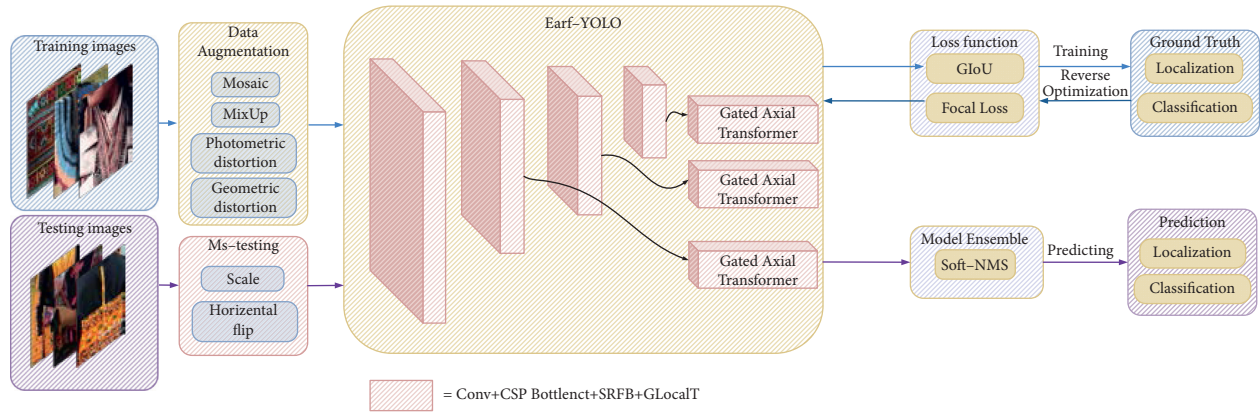 Training images
Data
Augmentation
Mosaic
MixUp
Photometric
distortion
Geometric
distortion
Testing images
Ms–testing
Scale
Horizental
flip
Earf–YOLO
Gated Axial
Transformer
Gated Axial
Transformer
Gated Axial
Transformer
Loss function
GIoU
Focal Loss
Training
Reverse
Optimization
Ground Truth
Localization
Classification
Model Ensemble
Soft–NMS
Predicting
Prediction
Localization
Classification
= Conv+CSP Bottlenct+SRFB+GLocalT